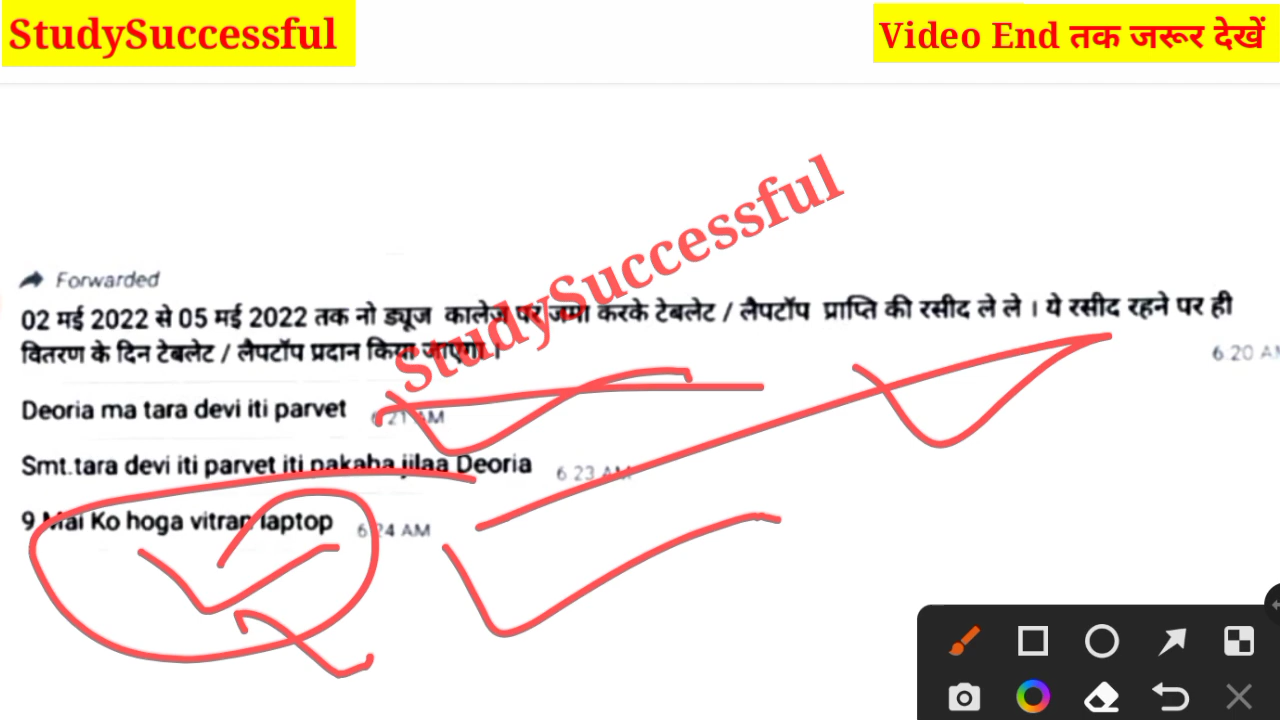 StudySuccessful
Video End तक जरूर देखें
StudySuccessful
Forwarded
02 मई 2022 से 05 मई 2022 तक नो ड्यूज कालेज पर जमा करके टेबलेट / लैपटॉप प्राप्ति की रसीद ले ले । ये रसीद रहने पर ही
वितरण के दिन टेबलेट / लैपटॉप प्रदान किया जाएगा ।
6:20 AM
Deoria ma tara devi iti parvet 6:21 AM
Smt.tara devi iti parvet iti pakaha jilaa Deoria 6:23 AM
9 Mai Ko hoga vitran laptop 6:24 AM